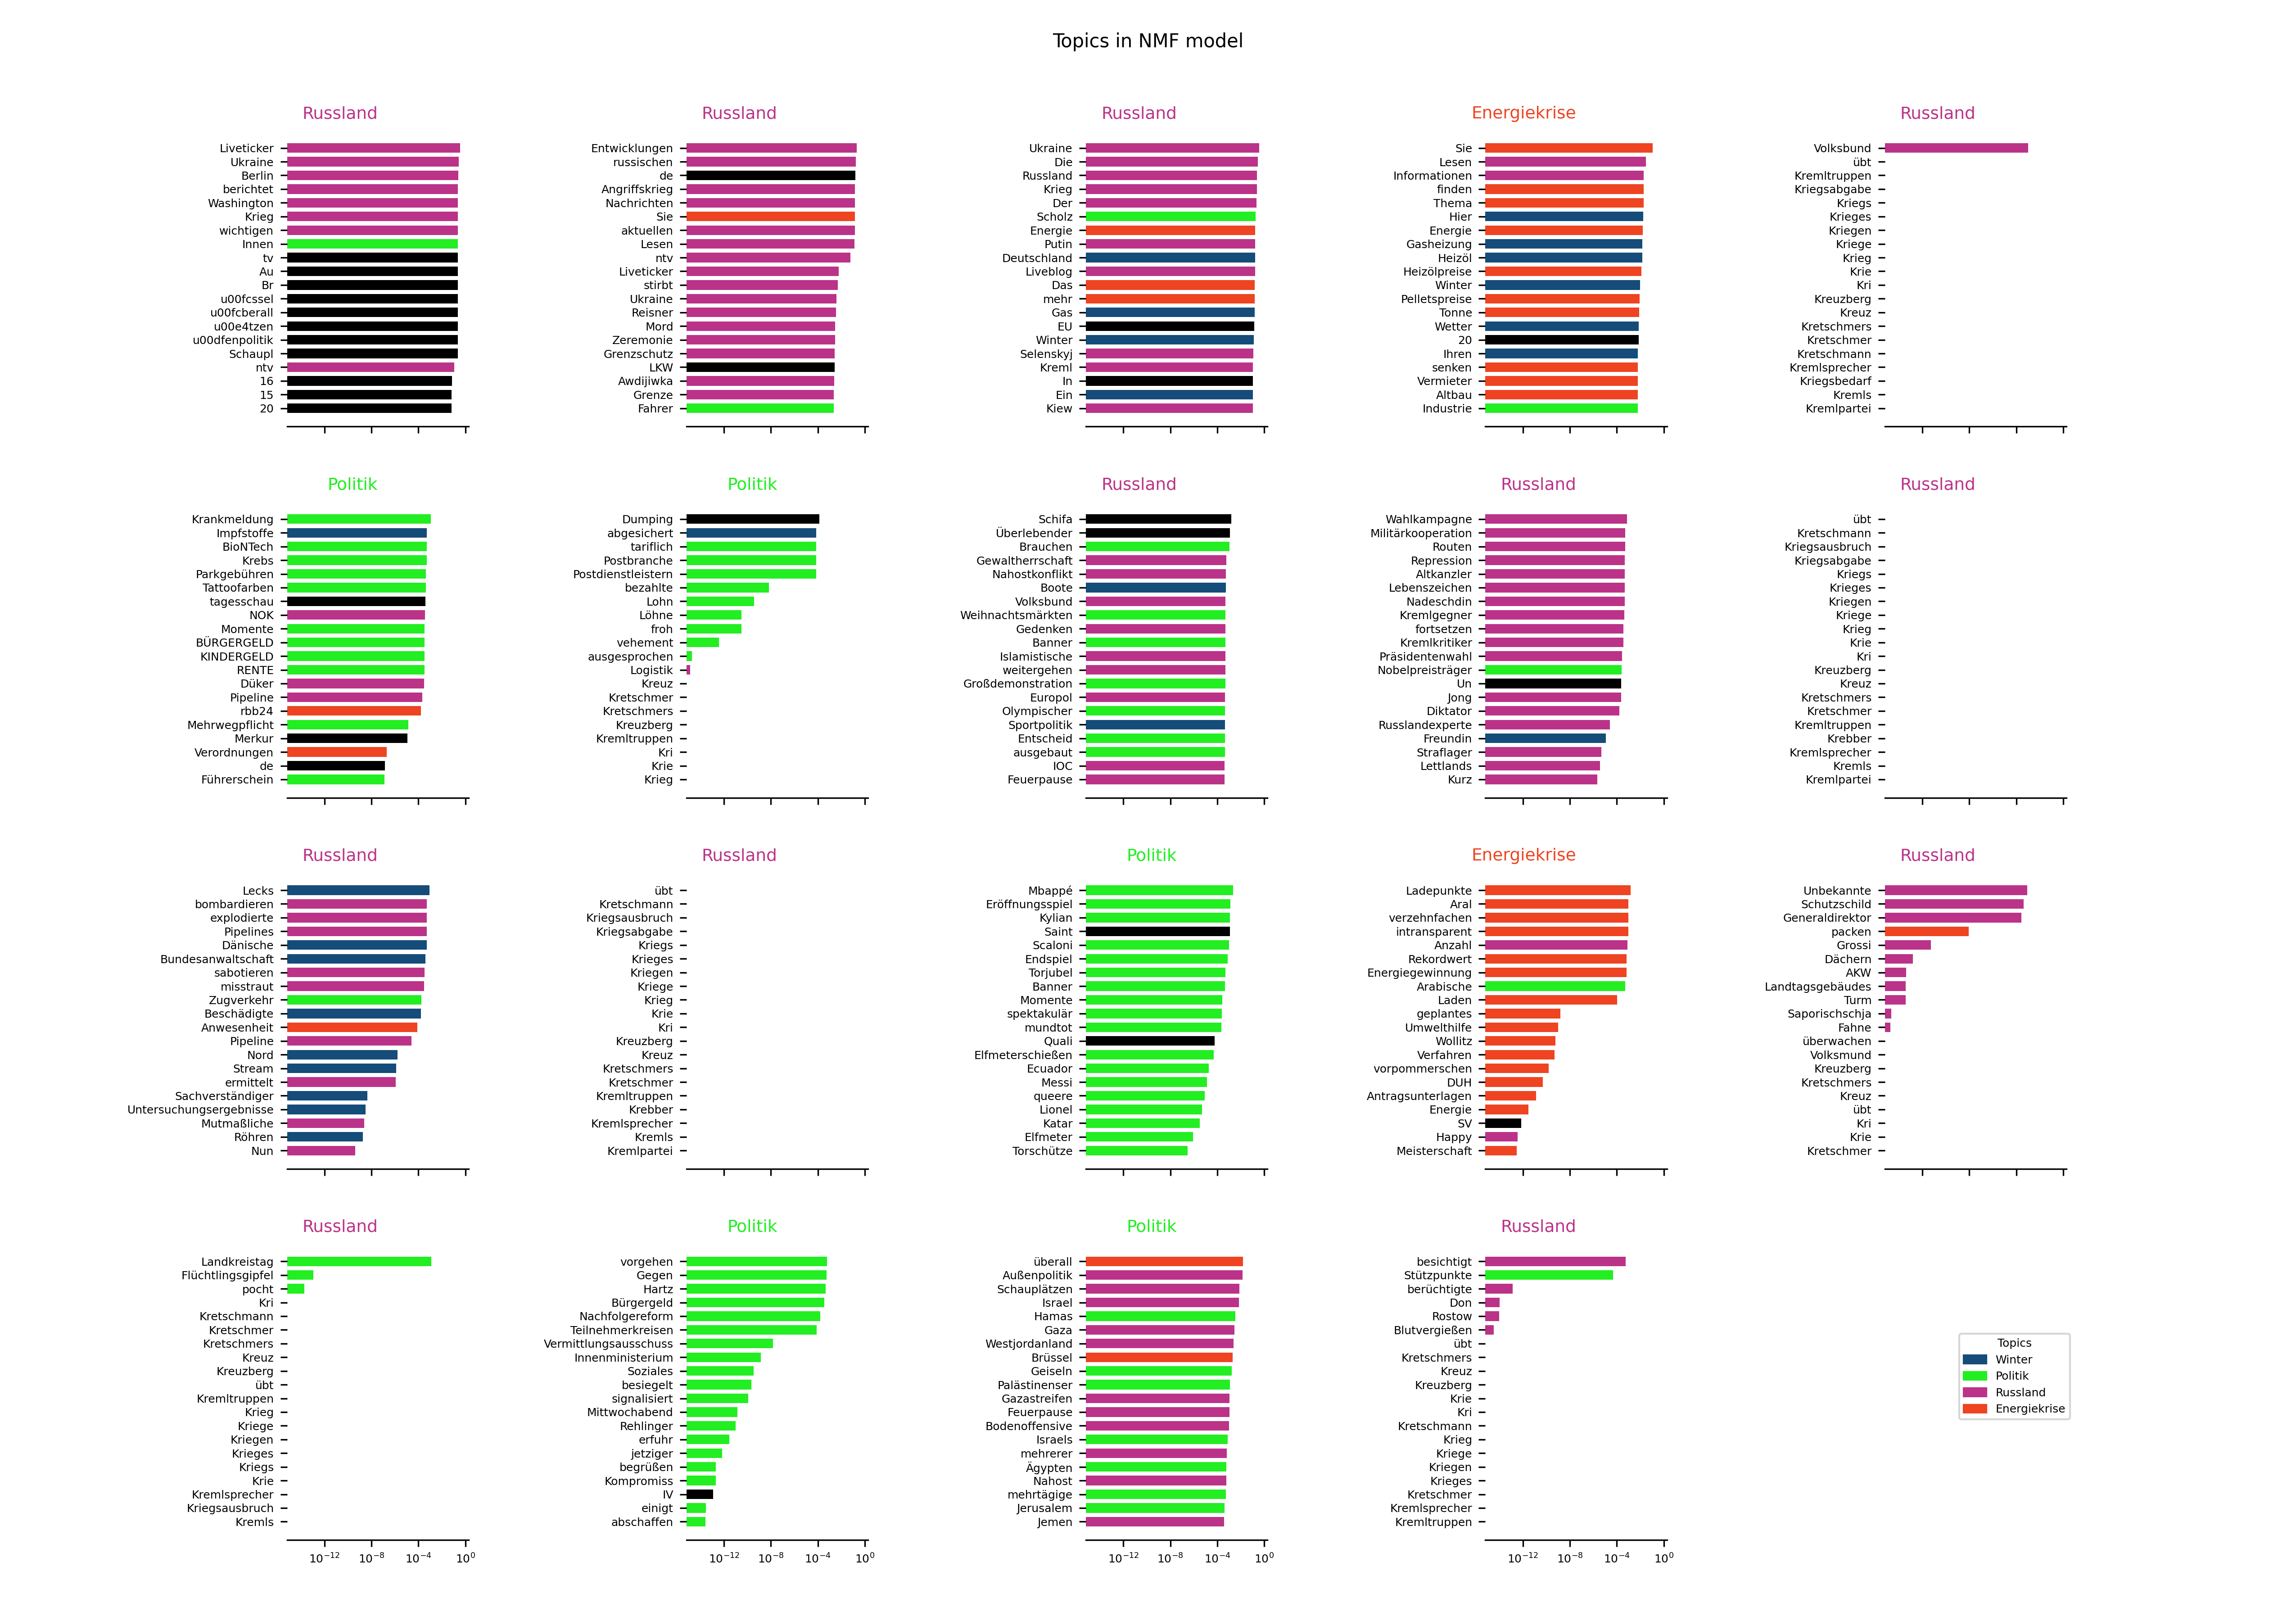 Topics in NMF model
Russland
Liveticker
Ukraine
Berlin
berichtet
Washington
Krieg
wichtigen
Innen
tv
Au
Br
u00fcssel
u00fcberall
u00e4tzen
u00dfenpolitik
Schaupl
ntv
16
15
20
Russland
Entwicklungen
russischen
de
Angriffskrieg
Nachrichten
Sie
aktuellen
Lesen
ntv
Liveticker
stirbt
Ukraine
Reisner
Mord
Zeremonie
Grenzschutz
LKW
Awdijiwka
Grenze
Fahrer
Russland
Ukraine
Die
Russland
Krieg
Der
Scholz
Energie
Putin
Deutschland
Liveblog
Das
mehr
Gas
EU
Winter
Selenskyj
Kreml
In
Ein
Kiew
Energiekrise
Sie
Lesen
Informationen
finden
Thema
Hier
Energie
Gasheizung
Heizöl
Heizölpreise
Winter
Pelletspreise
Tonne
Wetter
20
Ihren
senken
Vermieter
Altbau
Industrie
Russland
Volksbund
übt
Kremltruppen
Kriegsabgabe
Kriegs
Krieges
Kriegen
Kriege
Krieg
Krie
Kri
Kreuzberg
Kreuz
Kretschmers
Kretschmer
Kretschmann
Kremlsprecher
Kriegsbedarf
Kremls
Kremlpartei
Politik
Krankmeldung
Impfstoffe
BioNTech
Krebs
Parkgebühren
Tattoofarben
tagesschau
NOK
Momente
BÜRGERGELD
KINDERGELD
RENTE
Düker
Pipeline
rbb24
Mehrwegpflicht
Merkur
Verordnungen
de
Führerschein
Politik
Dumping
abgesichert
tariflich
Postbranche
Postdienstleistern
bezahlte
Lohn
Löhne
froh
vehement
ausgesprochen
Logistik
Kreuz
Kretschmer
Kretschmers
Kreuzberg
Kremltruppen
Kri
Krie
Krieg
Russland
Schifa
Überlebender
Brauchen
Gewaltherrschaft
Nahostkonflikt
Boote
Volksbund
Weihnachtsmärkten
Gedenken
Banner
Islamistische
weitergehen
Großdemonstration
Europol
Olympischer
Sportpolitik
Entscheid
ausgebaut
IOC
Feuerpause
Russland
Wahlkampagne
Militärkooperation
Routen
Repression
Altkanzler
Lebenszeichen
Nadeschdin
Kremlgegner
fortsetzen
Kremlkritiker
Präsidentenwahl
Nobelpreisträger
Un
Jong
Diktator
Russlandexperte
Freundin
Straflager
Lettlands
Kurz
Russland
übt
Kretschmann
Kriegsausbruch
Kriegsabgabe
Kriegs
Krieges
Kriegen
Kriege
Krieg
Krie
Kri
Kreuzberg
Kreuz
Kretschmers
Kretschmer
Kremltruppen
Krebber
Kremlsprecher
Kremls
Kremlpartei
Russland
Lecks
bombardieren
explodierte
Pipelines
Dänische
Bundesanwaltschaft
sabotieren
misstraut
Zugverkehr
Beschädigte
Anwesenheit
Pipeline
Nord
Stream
ermittelt
Sachverständiger
Untersuchungsergebnisse
Mutmaßliche
Röhren
Nun
Russland
übt
Kretschmann
Kriegsausbruch
Kriegsabgabe
Kriegs
Krieges
Kriegen
Kriege
Krieg
Krie
Kri
Kreuzberg
Kreuz
Kretschmers
Kretschmer
Kremltruppen
Krebber
Kremlsprecher
Kremls
Kremlpartei
Politik
Mbappé
Eröffnungsspiel
Kylian
Saint
Scaloni
Endspiel
Torjubel
Banner
Momente
spektakulär
mundtot
Quali
Elfmeterschießen
Ecuador
Messi
queere
Lionel
Katar
Elfmeter
Torschütze
Energiekrise
Ladepunkte
Aral
verzehnfachen
intransparent
Anzahl
Rekordwert
Energiegewinnung
Arabische
Laden
geplantes
Umwelthilfe
Wollitz
Verfahren
vorpommerschen
DUH
Antragsunterlagen
Energie
SV
Happy
Meisterschaft
Russland
Unbekannte
Schutzschild
Generaldirektor
packen
Grossi
Dächern
AKW
Landtagsgebäudes
Turm
Saporischschja
Fahne
überwachen
Volksmund
Kreuzberg
Kretschmers
Kreuz
übt
Kri
Krie
Kretschmer
Russland
Landkreistag
Flüchtlingsgipfel
pocht
Kri
Kretschmann
Kretschmer
Kretschmers
Kreuz
Kreuzberg
übt
Kremltruppen
Krieg
Kriege
Kriegen
Krieges
Kriegs
Krie
Kremlsprecher
Kriegsausbruch
Kremls
10⁻¹² 10⁻⁸ 10⁻⁴ 10⁰
Politik
vorgehen
Gegen
Hartz
Bürgergeld
Nachfolgereform
Teilnehmerkreisen
Vermittlungsausschuss
Innenministerium
Soziales
besiegelt
signalisiert
Mittwochabend
Rehlinger
erfuhr
jetziger
begrüßen
Kompromiss
IV
einigt
abschaffen
10⁻¹² 10⁻⁸ 10⁻⁴ 10⁰
Politik
überall
Außenpolitik
Schauplätzen
Israel
Hamas
Gaza
Westjordanland
Brüssel
Geiseln
Palästinenser
Gazastreifen
Feuerpause
Bodenoffensive
Israels
mehrerer
Ägypten
Nahost
mehrtägige
Jerusalem
Jemen
10⁻¹² 10⁻⁸ 10⁻⁴ 10⁰
Russland
besichtigt
Stützpunkte
berüchtigte
Don
Rostow
Blutvergießen
übt
Kretschmers
Kreuz
Kreuzberg
Krie
Kri
Kretschmann
Krieg
Kriege
Kriegen
Krieges
Kretschmer
Kremlsprecher
Kremltruppen
10⁻¹² 10⁻⁸ 10⁻⁴ 10⁰
Topics
Winter
Politik
Russland
Energiekrise